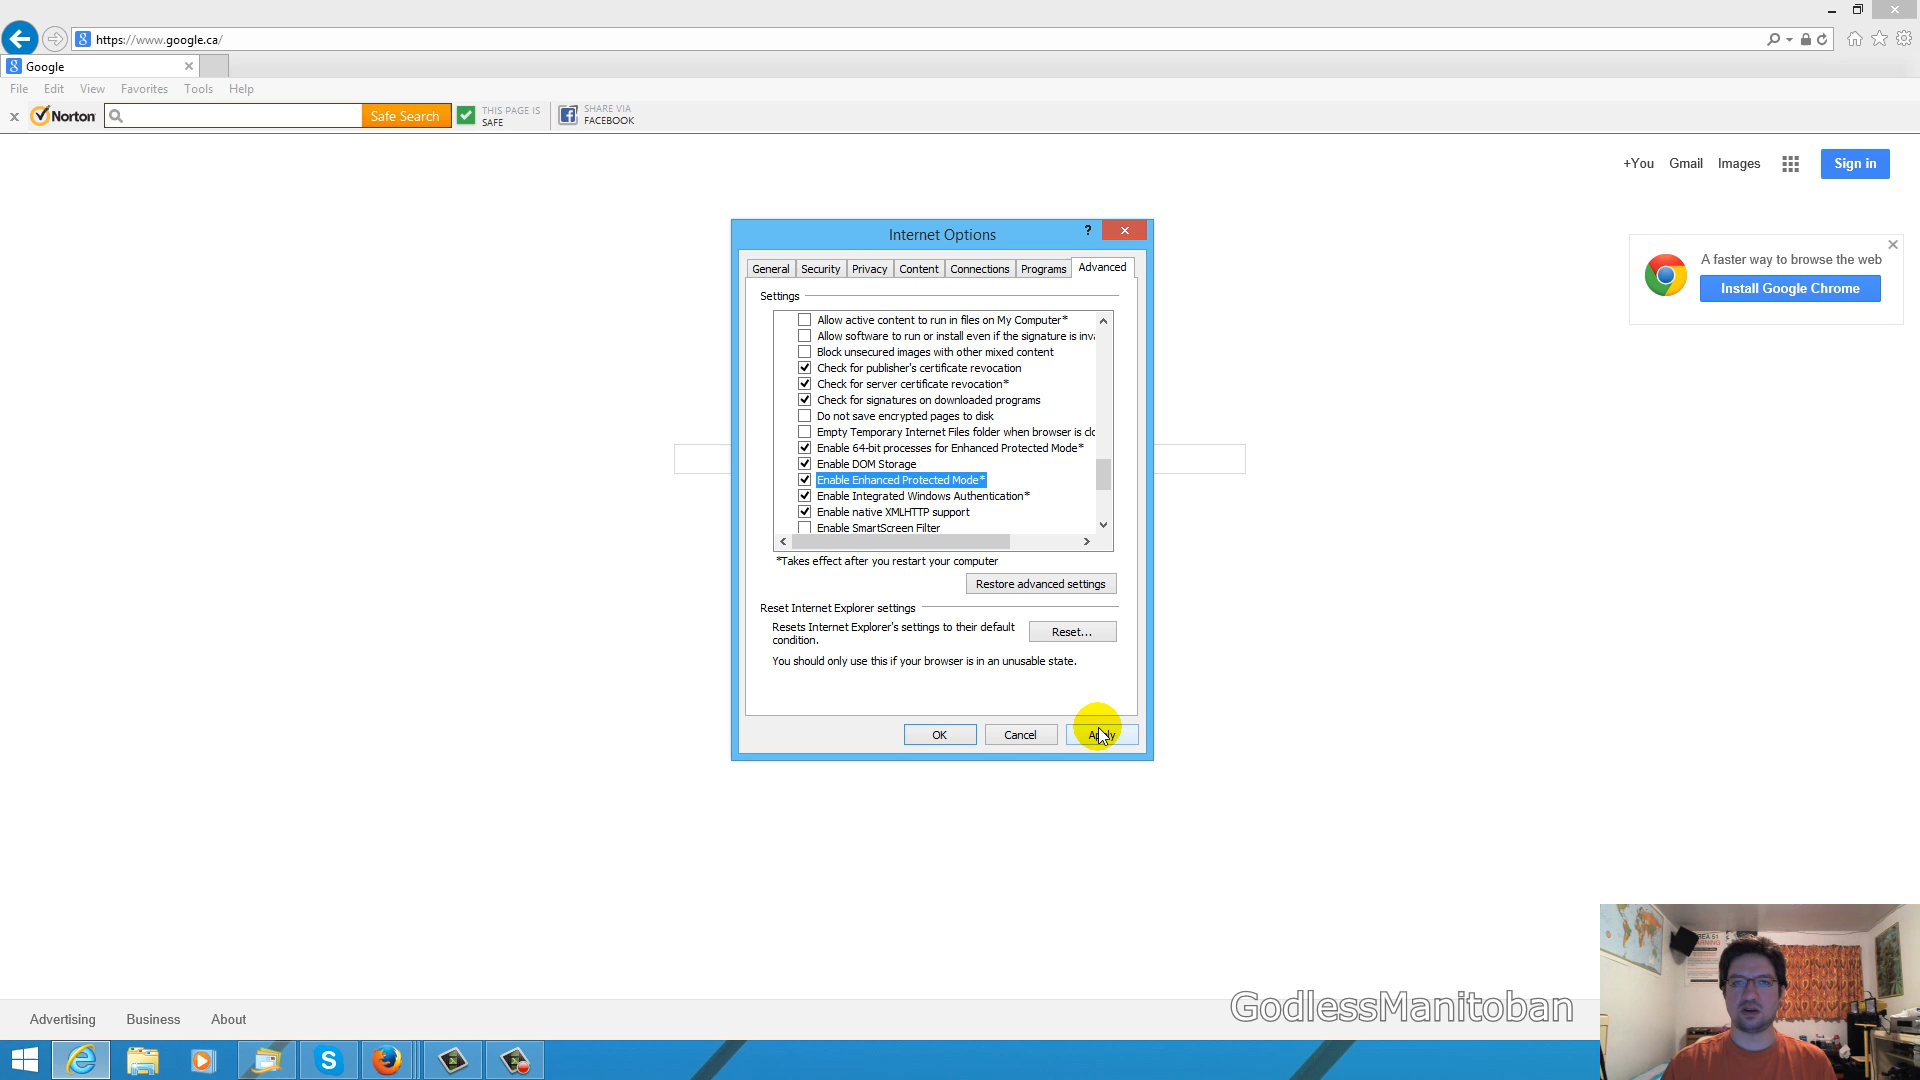 https://www.google.ca/
Google
File Edit View Favorites Tools Help
Norton
Safe Search
THIS PAGE IS
SAFE
SHARE VIA
FACEBOOK
+You Gmail Images Sign in
A faster way to browse the web
Install Google Chrome
Internet Options
General Security Privacy Content Connections Programs Advanced
Settings
Allow active content to run in files on My Computer*
Allow software to run or install even if the signature is inva
Block unsecured images with other mixed content
Check for publisher's certificate revocation
Check for server certificate revocation*
Check for signatures on downloaded programs
Do not save encrypted pages to disk
Empty Temporary Internet Files folder when browser is clo
Enable 64-bit processes for Enhanced Protected Mode*
Enable DOM Storage
Enable Enhanced Protected Mode*
Enable Integrated Windows Authentication*
Enable native XMLHTTP support
Enable SmartScreen Filter
*Takes effect after you restart your computer
Restore advanced settings
Reset Internet Explorer settings
Resets Internet Explorer's settings to their default
condition.
Reset...
You should only use this if your browser is in an unusable state.
OK Cancel Apply
GodlessManitoban
Advertising Business About